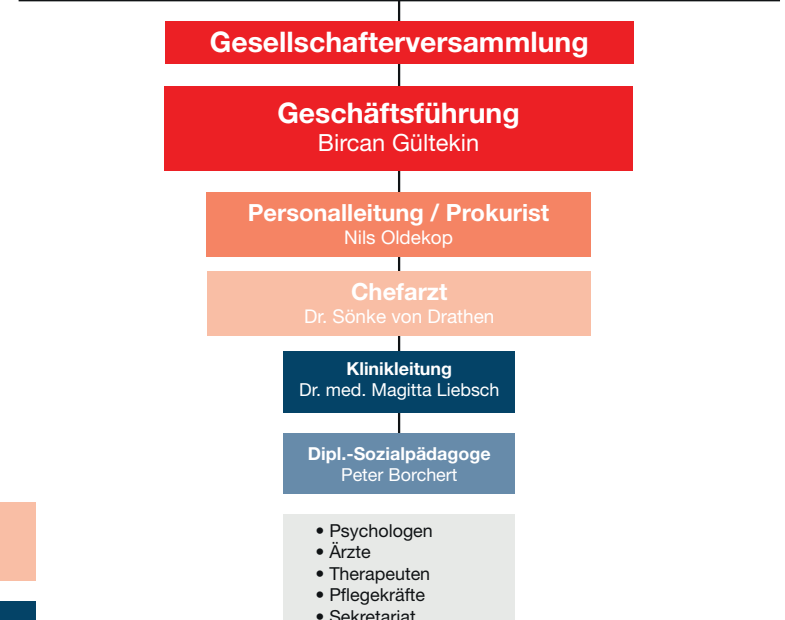 Gesellschafterversammlung
Geschäftsführung
Bircan Gültekin
Personalleitung / Prokurist
Nils Oldekop
Chefarzt
Dr. Sönke von Drathen
Klinikleitung
Dr. med. Magitta Liebsch
Dipl.-Sozialpädagoge
Peter Borchert
• Psychologen
• Ärzte
• Therapeuten
• Pflegekräfte
• Sekretariat